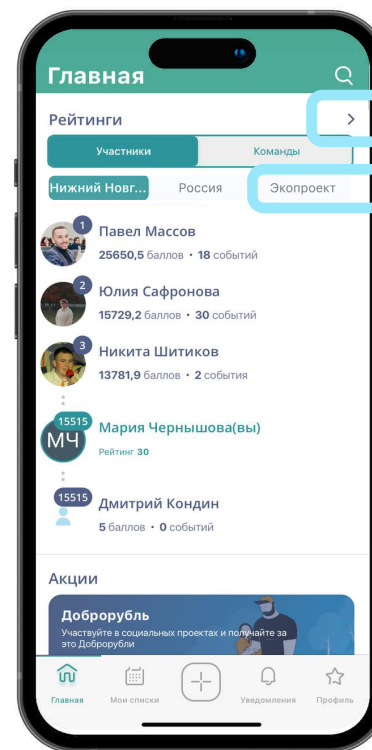 Главная
Рейтинги
Участники
Команды
Нижний Новг...
Россия
Экопроект
1
Павел Массов
25650,5 баллов • 18 событий
2
Юлия Сафронова
15729,2 баллов • 30 событий
3
Никита Шитиков
13781,9 баллов • 2 события
15515
МЧ
Мария Чернышова(вы)
Рейтинг 30
15515
Дмитрий Кондин
5 баллов • 0 событий
Акции
Доброрубль
Участвуйте в социальных проектах и получайте за
это Доброрубли
Главная
Мои списки
Уведомления
Профиль